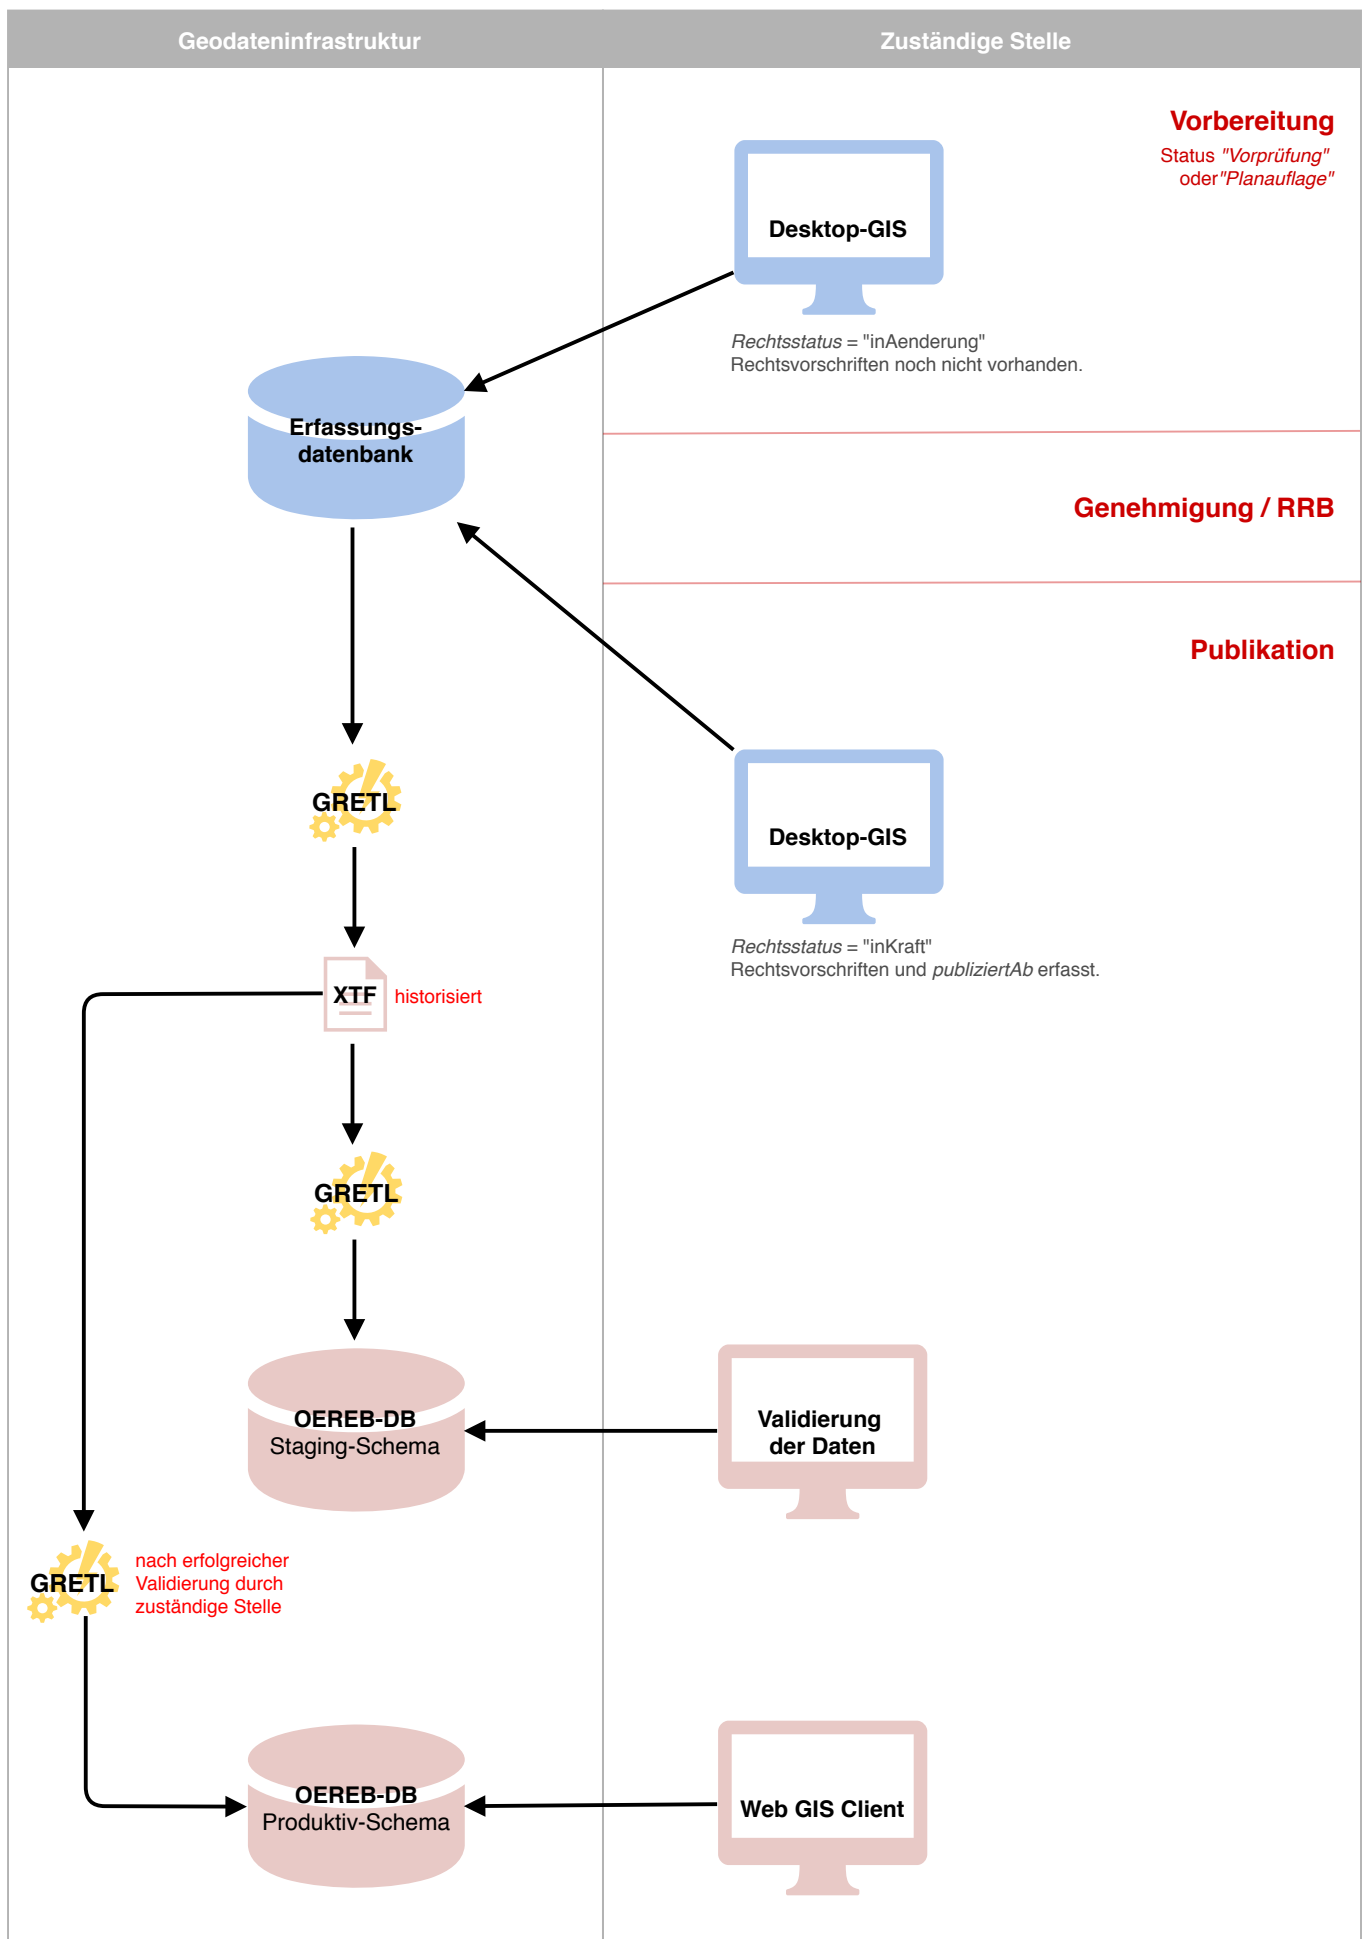 Geodateninfrastruktur
Zuständige Stelle
Vorbereitung
Status "Vorprüfung"
oder"Planauflage"
Desktop-GIS
Rechtsstatus = "inAenderung"
Rechtsvorschriften noch nicht vorhanden.
Erfassungs-
datenbank
Genehmigung / RRB
Publikation
GRETL
Desktop-GIS
Rechtsstatus = "inKraft"
Rechtsvorschriften und publiziertAb erfasst.
XTF
historisiert
GRETL
OEREB-DB
Staging-Schema
Validierung
der Daten
GRETL
nach erfolgreicher
Validierung durch
zuständige Stelle
OEREB-DB
Produktiv-Schema
Web GIS Client